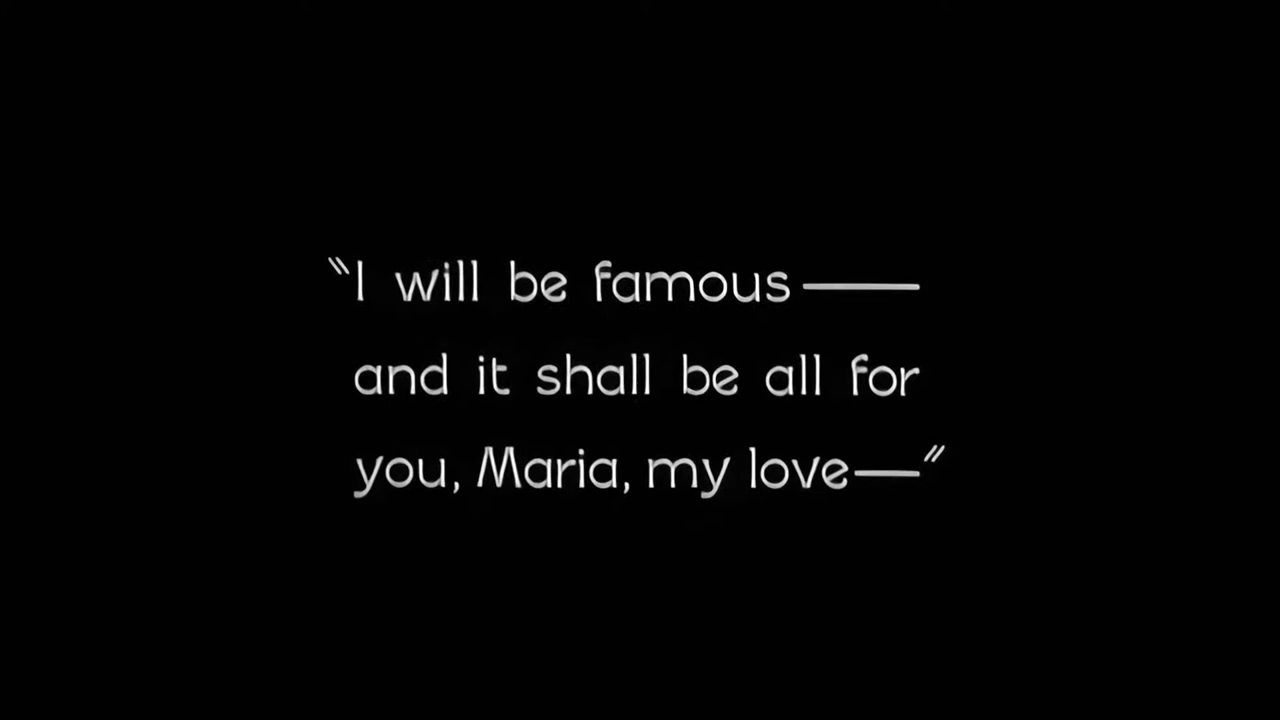 “I will be famous——
and it shall be all for
you, Maria, my love—”